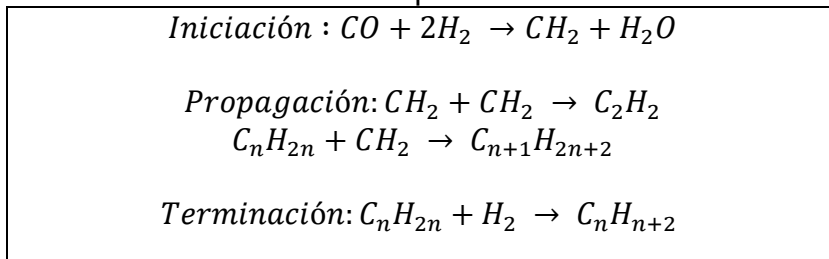 Iniciación : CO + 2H₂ → CH₂ + H₂O
Propagación: CH₂ + CH₂ → C₂H₂
CₙH₂ₙ + CH₂ → Cₙ₊₁H₂ₙ₊₂
Terminación: CₙH₂ₙ + H₂ → CₙHₙ₊₂